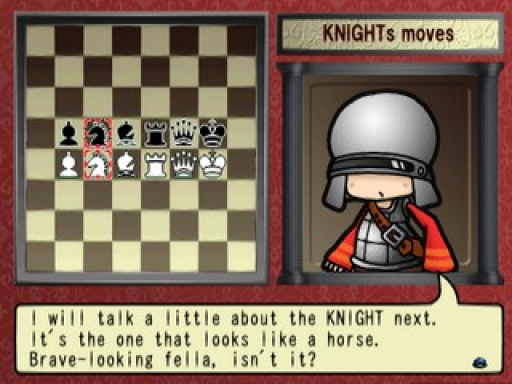 KNIGHTs moves
I will talk a little about the KNIGHT next.
It's the one that looks like a horse.
Brave-looking fella, isn't it?